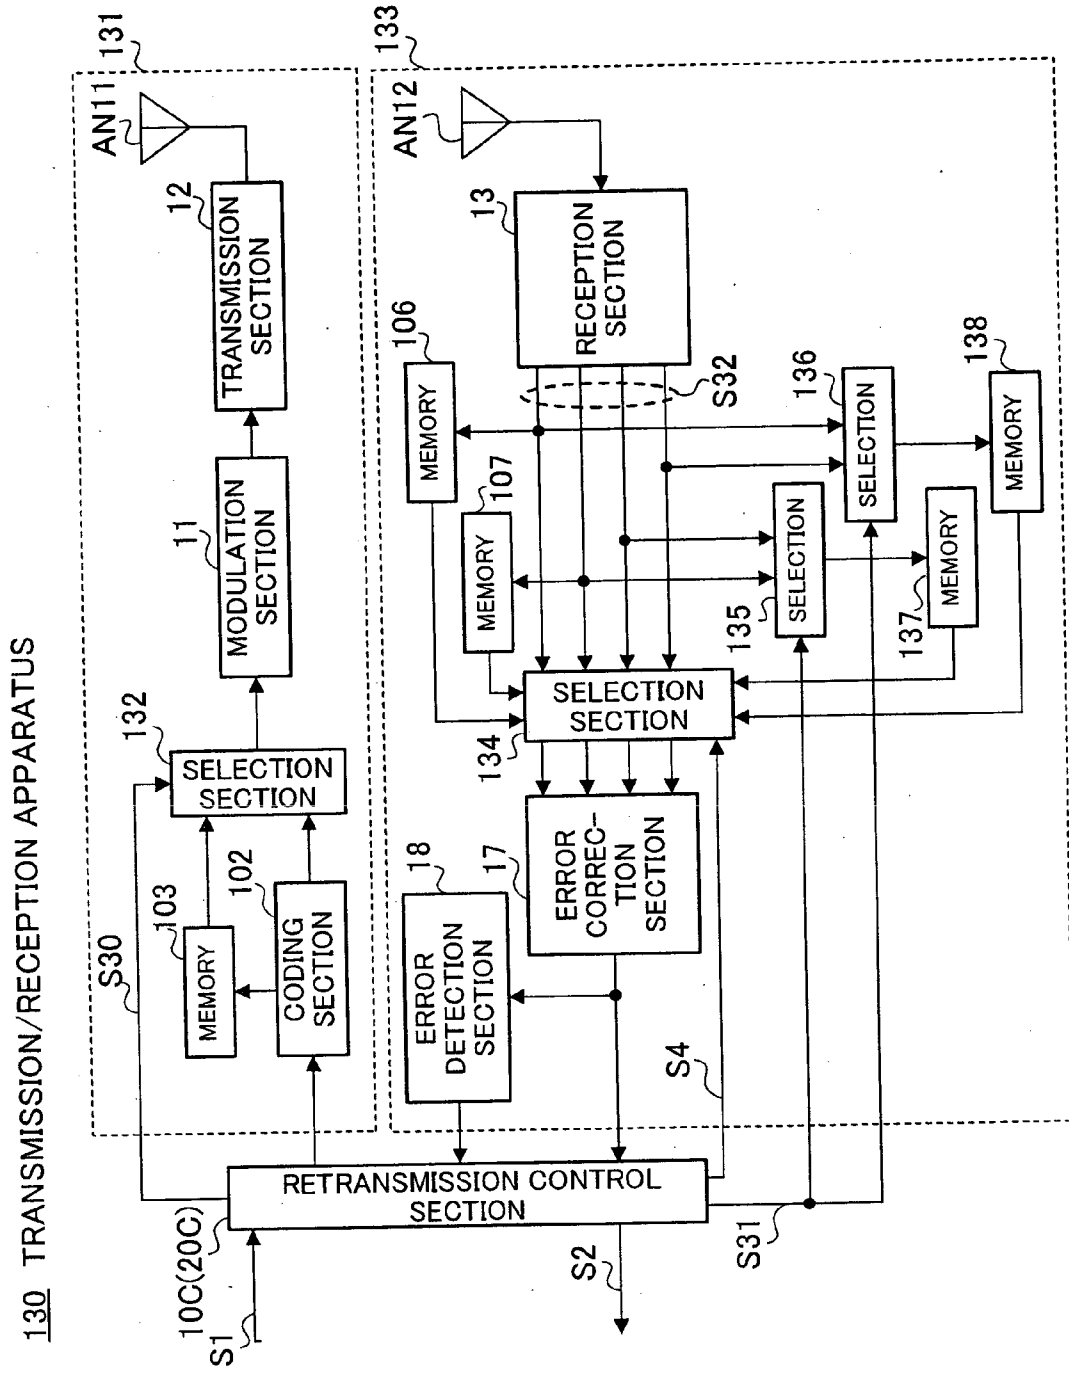 130 TRANSMISSION/RECEPTION APPARATUS
131
AN11
12
TRANSMISSION
SECTION
11
MODULATION
SECTION
132
SELECTION
SECTION
S30
103
MEMORY
102
CODING
SECTION
10C(20C)
S1
RETRANSMISSION CONTROL
SECTION
S2
S31
S4
133
AN12
13
RECEPTION
SECTION
S32
106
MEMORY
107
MEMORY
134
SELECTION
SECTION
17
ERROR
CORREC-
TION
SECTION
18
ERROR
DETECTION
SECTION
135
SELECTION
136
SELECTION
137
MEMORY
138
MEMORY